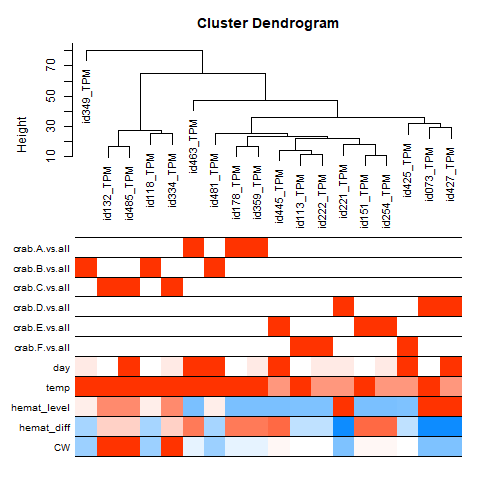 Cluster Dendrogram
Height
70
50
30
10
id349_TPM
id132_TPM
id485_TPM
id118_TPM
id334_TPM
id463_TPM
id481_TPM
id178_TPM
id359_TPM
id445_TPM
id113_TPM
id222_TPM
id221_TPM
id151_TPM
id254_TPM
id425_TPM
id073_TPM
id427_TPM
crab.A.vs.all
crab.B.vs.all
crab.C.vs.all
crab.D.vs.all
crab.E.vs.all
crab.F.vs.all
day
temp
hemat_level
hemat_diff
CW